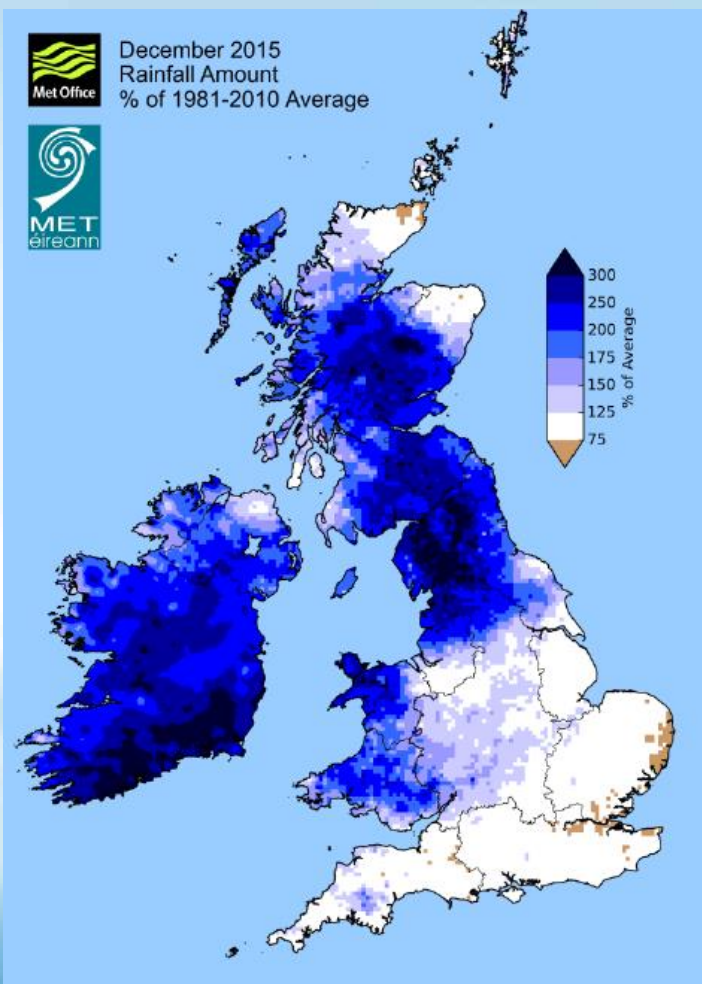 Met Office
December 2015
Rainfall Amount
% of 1981-2010 Average
MET
éireann
300
250
200
175
150
125
75
% of Average